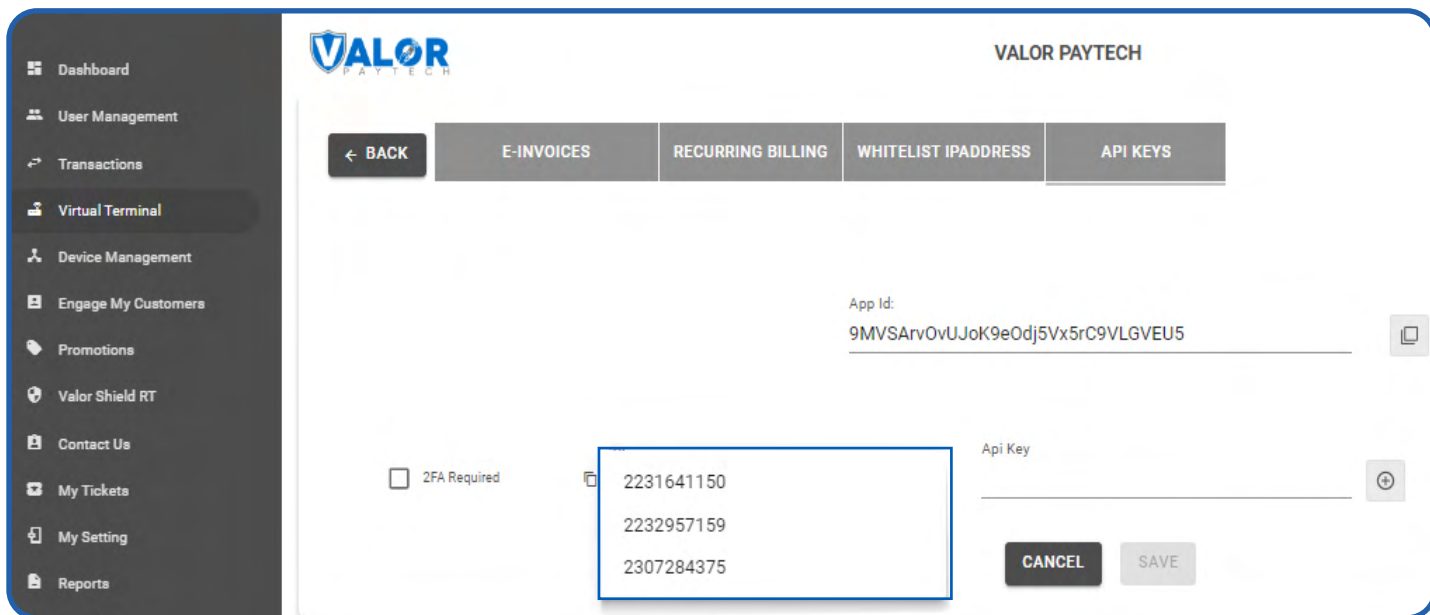 VALOR
PAYTECH
VALOR PAYTECH
Dashboard
User Management
Transactions
Virtual Terminal
Device Management
Engage My Customers
Promotions
Valor Shield RT
Contact Us
My Tickets
My Setting
Reports
← BACK
E-INVOICES
RECURRING BILLING
WHITELIST IPADDRESS
API KEYS
App Id:
9MVSArvOvUJoK9eOdj5Vx5rC9VLGVEU5
2FA Required
2231641150
2232957159
2307284375
Api Key
CANCEL
SAVE